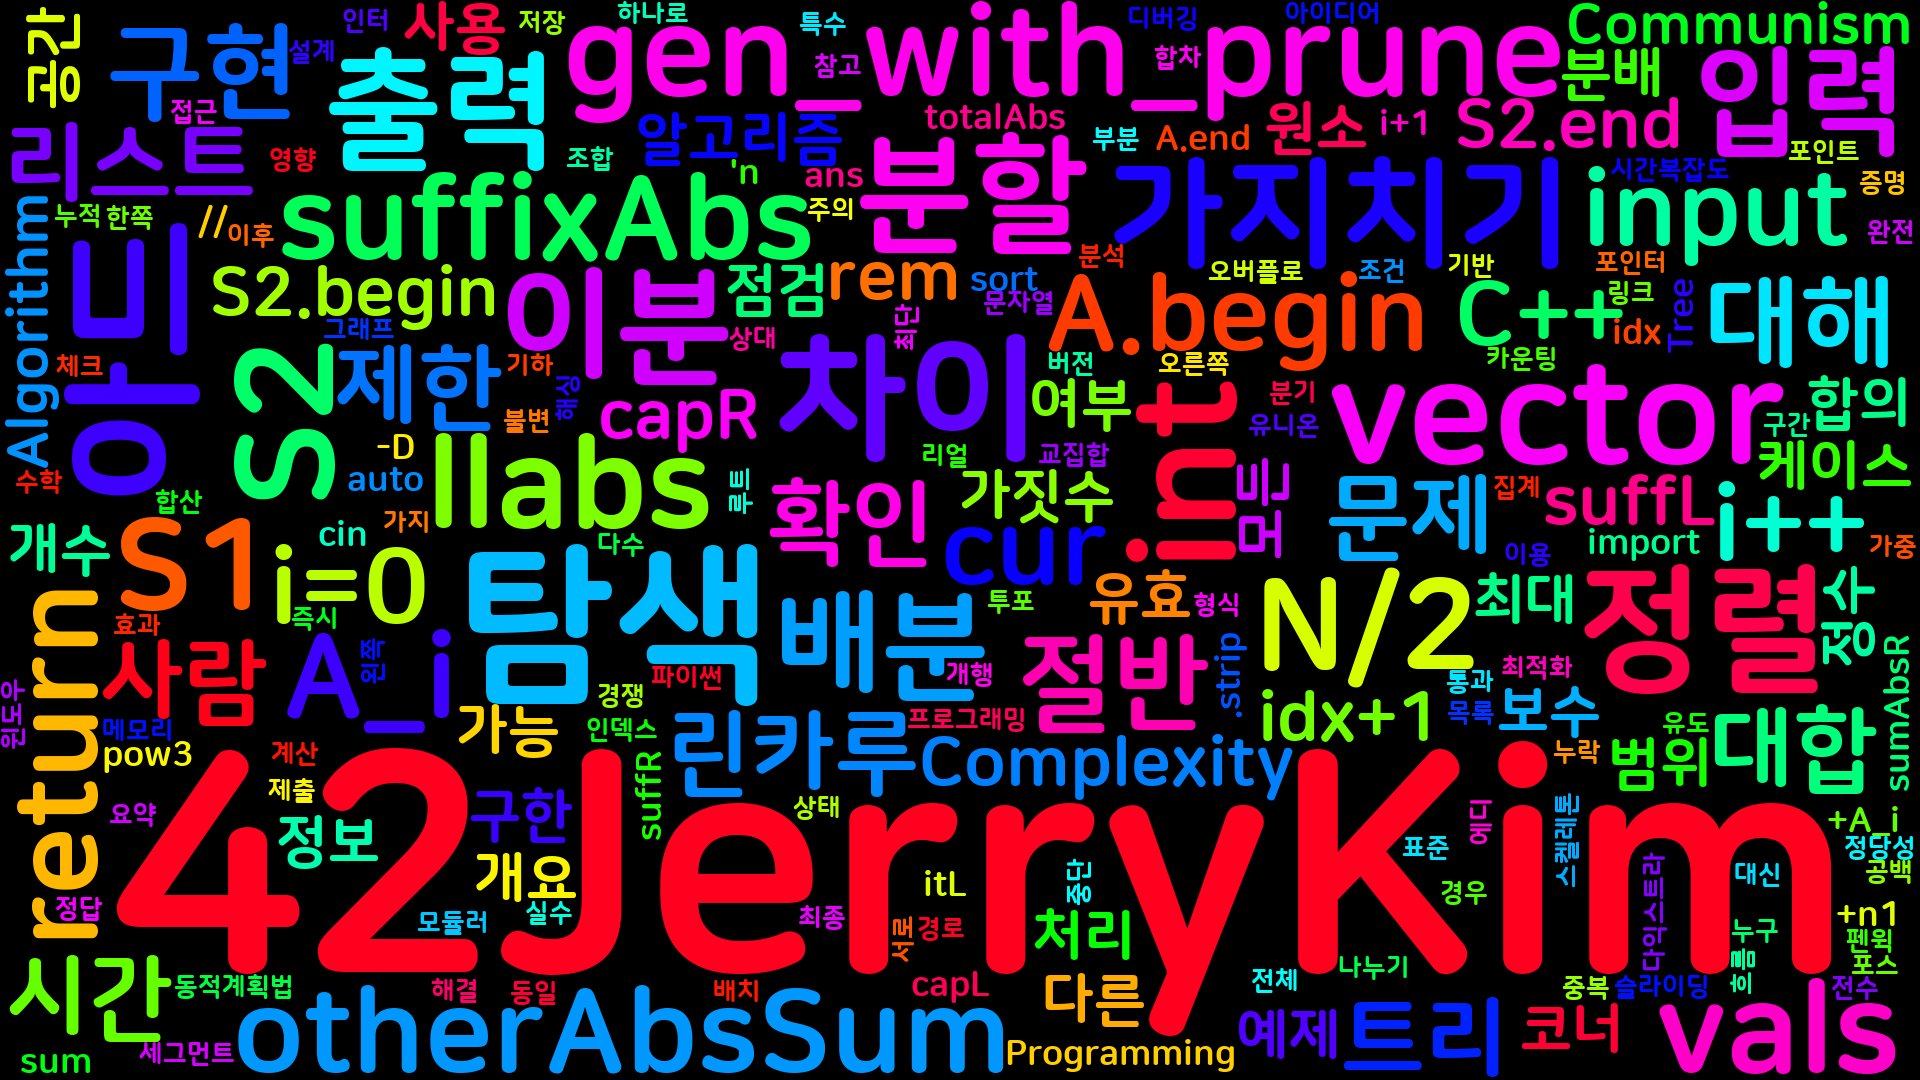 공간
인터
사용
저장
하나로
특수
디버깅
아이디어
Communism
구현
설계
출력
gen_with_prune
참고
합차
분배
입력
접근
리스트
영향
조합
알고리즘
totalAbs
부분
A.end
원소
i+1
S2.end
포인트
'n
ans
분할
가지치기
시간복잡도
증명
Algorithm
누적
한쪽
//
이후
suffixAbs
주의
input
완전
호네
S2.begin
이분
점검
rem
sort
분석
오버플로
조건
기반
포인터
링크
그래프
문자열
A.begin
C++
idx
Tree
대해
체크
S2
제한
기하
상대
최단
차이
버전
오른쪽
카운팅
해싱
불변
capR
여부
.int
분기
유니온
vector
합의
구간
수학
-D
auto
합산
llabs
루트
리얼
교집합
가짓수
비머
문제
집계
케이스
개수
S1
cin
가지
다수
확인
cur
suffL
import
i++
가중
이용
return
효과
i=0
즉시
탐색
배분
투포
유효
형식
N/2
최대
정렬
정수
사람
A_i
왼쪽
파이썬
개행
절반
.strip
최적화
통과
목록
보수
유도
sumAbsR
윈도우
메모리
pow3
가능
경쟁
인덱스
린카루
프로그래밍
Complexity
idx+1
누락
범위
대합
계산
제출
42JerryKim
요약
정보
구한
suffR
상태
개요
itL
중단
표준
에디
스켈레톤
+A_i
정당성
공백
정답
모듈러
실수
최종
서로
경로
처리
경우
다익스트라
대신
+n1
누구
펜윅
시간
동적계획법
해결
동일
배치
capL
다른
전체
나누기
중복
슬라이딩
흐름
포스
전수
sum
세그먼트
otherAbsSum
Programming
예제
트리
코너
vals